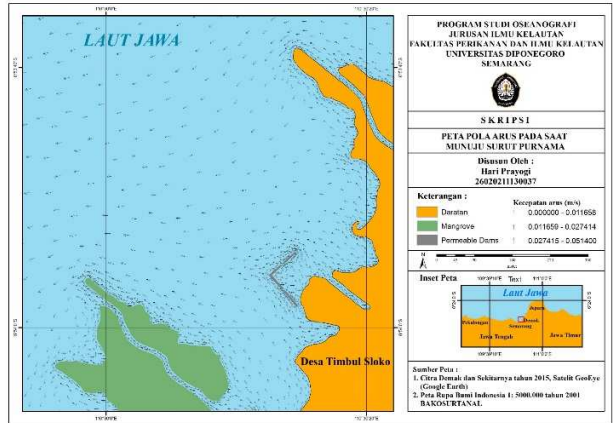 LAUT JAWA
Desa Timbul Sloko
PROGRAM STUDI OSEANOGRAFI
JURUSAN ILMU KELAUTAN
FAKULTAS PERIKANAN DAN ILMU KELAUTAN
UNIVERSITAS DIPONEGORO
SEMARANG
SKRIPSI
PETA POLA ARUS PADA SAAT
MUNUJU SURUT PURNAMA
Disusun Oleh :
Hari Prayogi
26020211130037
Keterangan :
Kecepatan arus (m/s)
Daratan
0.000000 - 0.011658
Mangrove
0.011659 - 0.027414
Permeable Dams
0.027415 - 0.051400
N
Inset Peta
Text
Laut Jawa
Jepara
Pekalongan
Demak
Semarang
Jawa Tengah
Jawa Timur
Sumber Peta :
1. Citra Demak dan Sekitarnya tahun 2015, Satelit GeoEye
(Google Earth)
2. Peta Rupa Bumi Indonesia 1: 5000.000 tahun 2001
BAKOSURTANAL